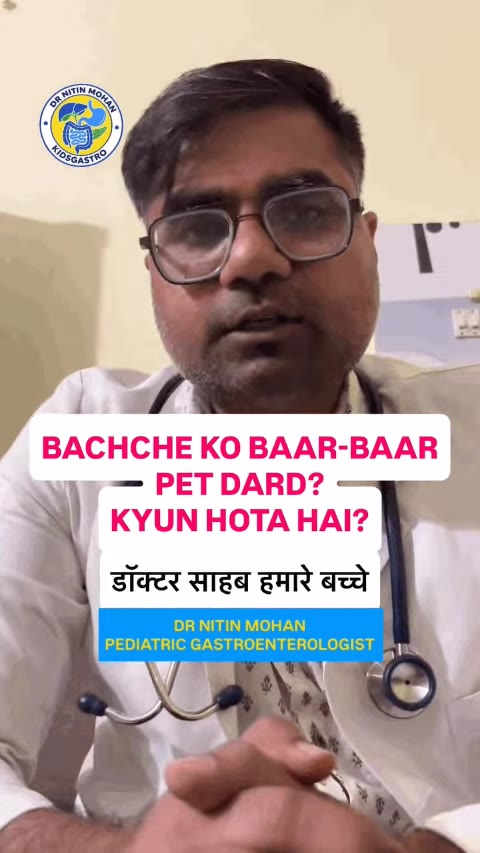 DR NITIN MOHAN
KIDSGASTRO
BACHCHE KO BAAR-BAAR
PET DARD?
KYUN HOTA HAI?
डॉक्टर साहब हमारे बच्चे
DR NITIN MOHAN
PEDIATRIC GASTROENTEROLOGIST